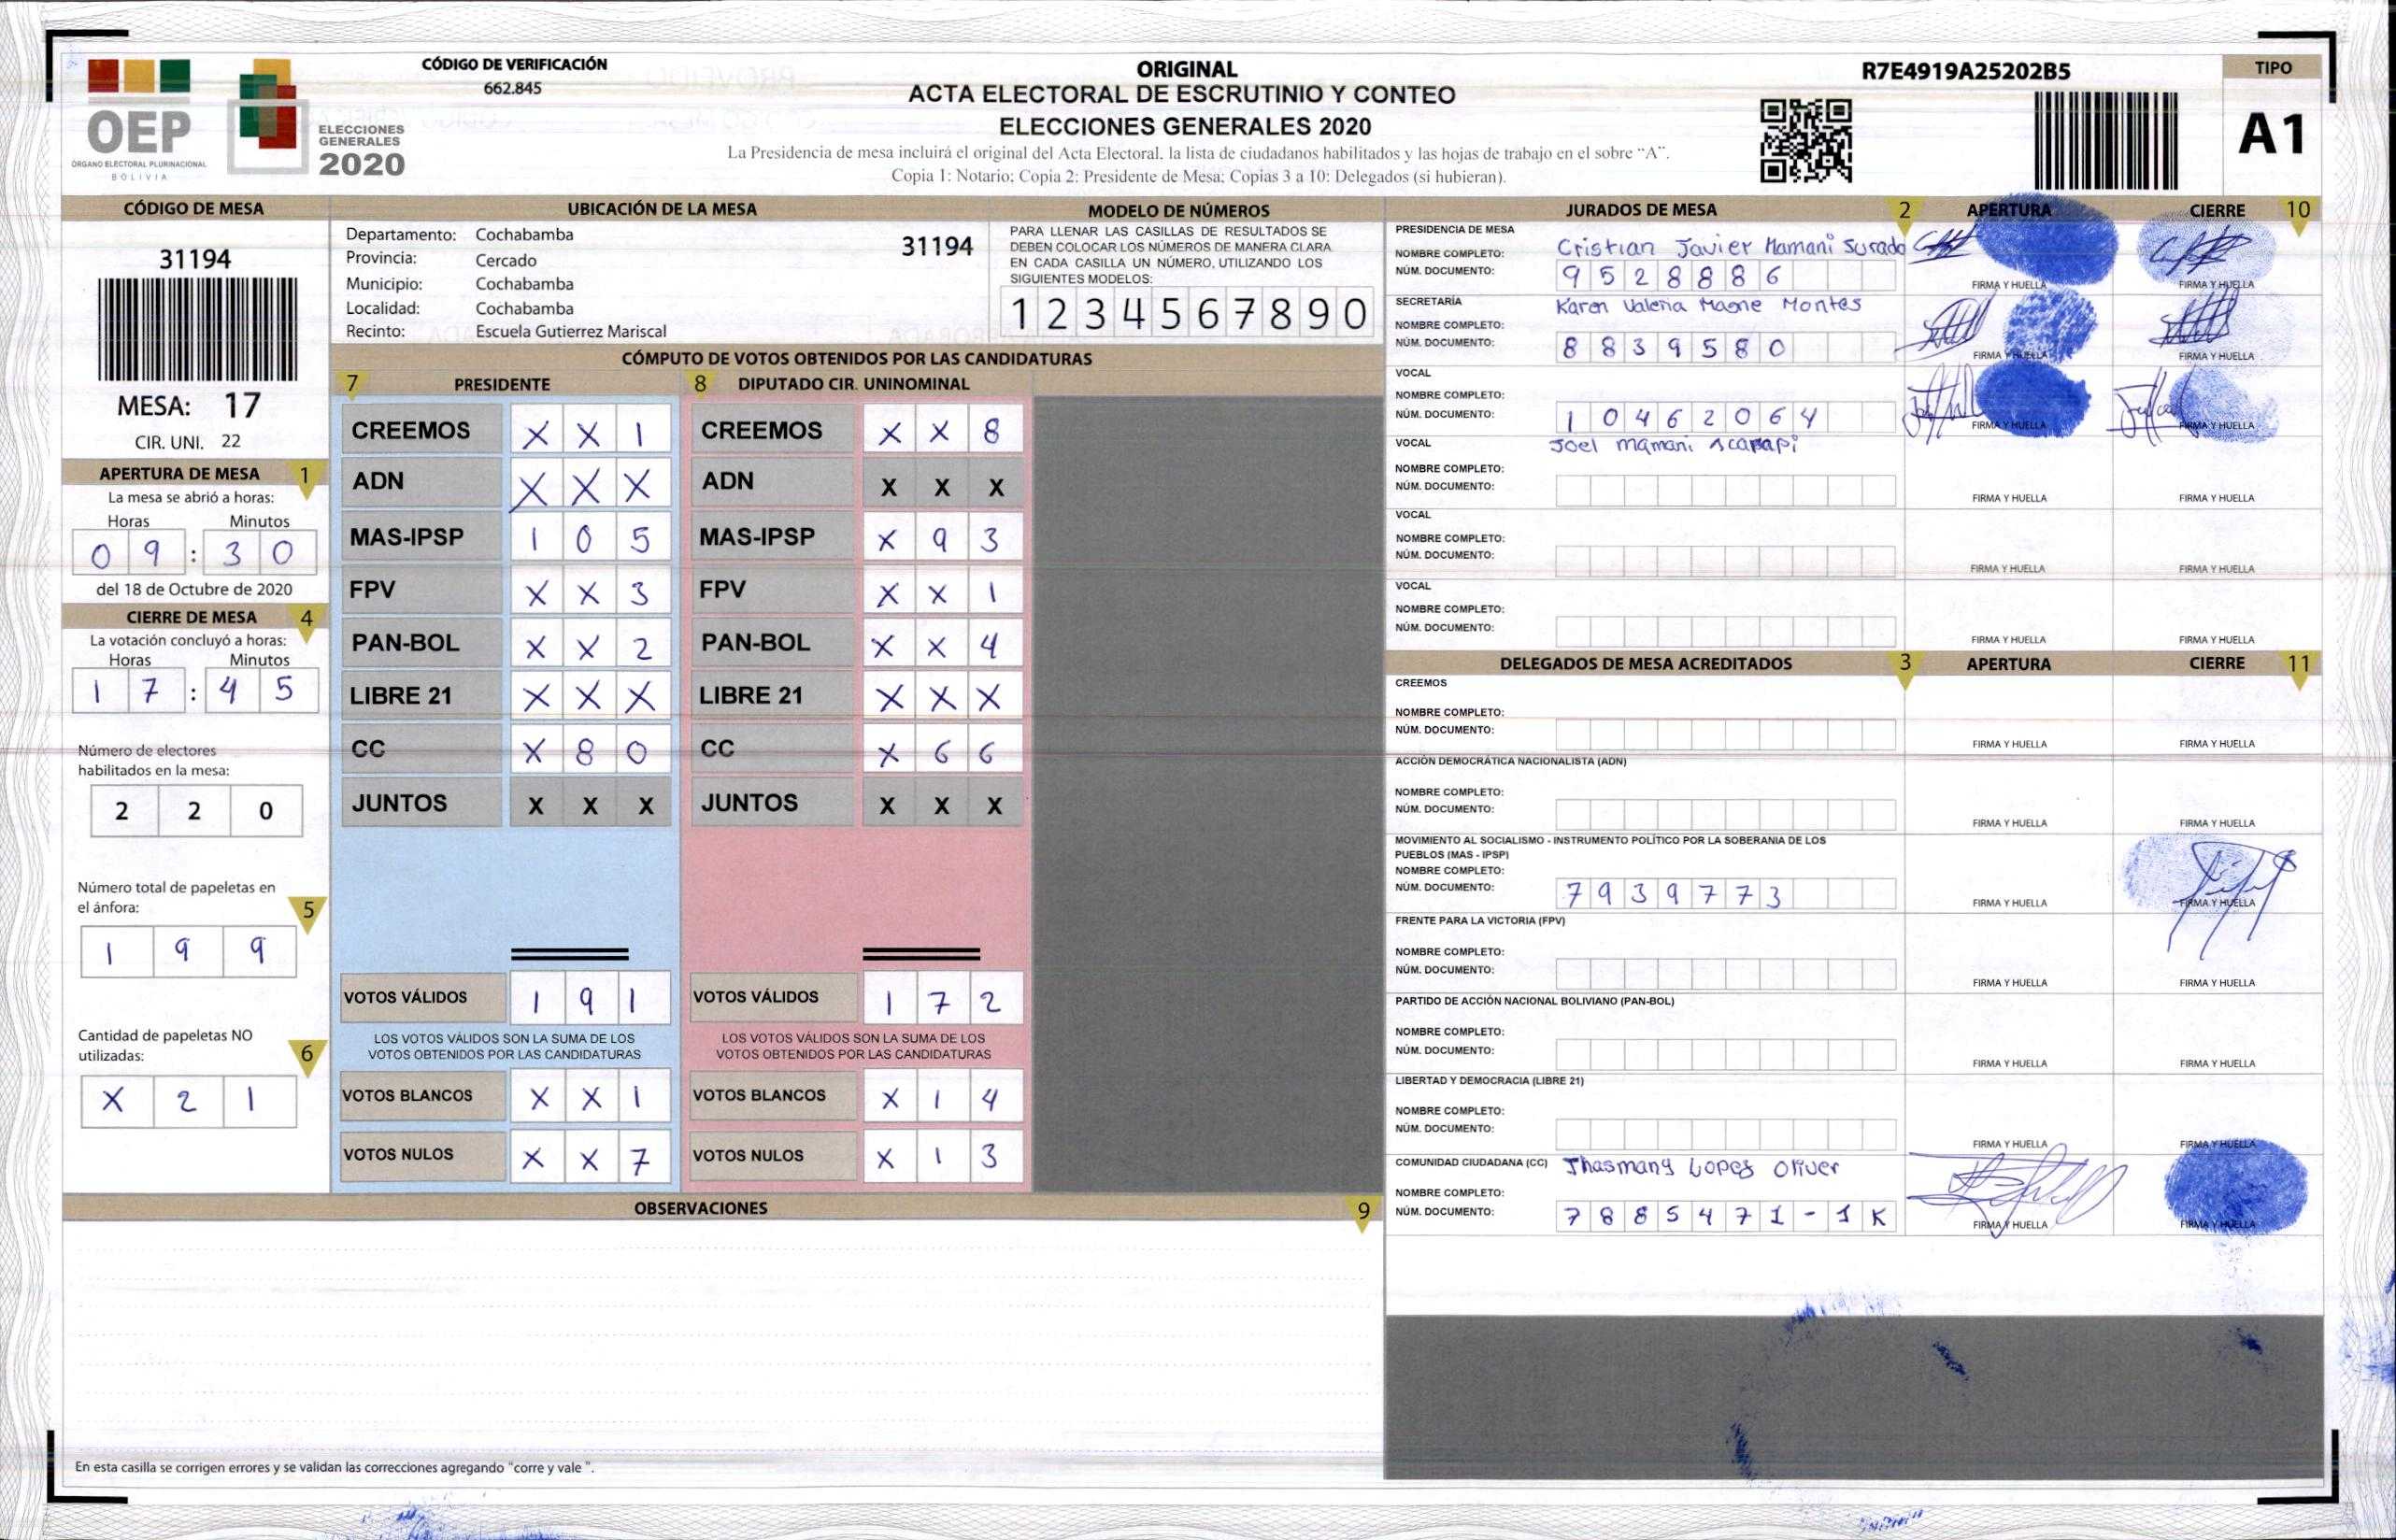 OEP
ÓRGANO ELECTORAL PLURINACIONAL
BOLIVIA
ELECCIONES
GENERALES
2020
CÓDIGO DE VERIFICACIÓN
662.845
ORIGINAL
ACTA ELECTORAL DE ESCRUTINIO Y CONTEO
ELECCIONES GENERALES 2020
La Presidencia de mesa incluirá el original del Acta Electoral, la lista de ciudadanos habilitados y las hojas de trabajo en el sobre "A".
Copia 1: Notario; Copia 2: Presidente de Mesa; Copias 3 a 10: Delegados (si hubieran).
R7E4919A25202B5
TIPO
A1
CÓDIGO DE MESA
31194
MESA: 17
CIR. UNI. 22
APERTURA DE MESA 1
La mesa se abrió a horas:
Horas Minutos
0 9 : 3 0
del 18 de Octubre de 2020
CIERRE DE MESA 4
La votación concluyó a horas:
Horas Minutos
1 7 : 4 5
Número de electores
habilitados en la mesa:
2 2 0
Número total de papeletas en
el ánfora: 5
1 9 9
Cantidad de papeletas NO
utilizadas: 6
X 2 1
UBICACIÓN DE LA MESA
Departamento: Cochabamba 31194
Provincia: Cercado
Municipio: Cochabamba
Localidad: Cochabamba
Recinto: Escuela Gutierrez Mariscal
MODELO DE NÚMEROS
PARA LLENAR LAS CASILLAS DE RESULTADOS SE
DEBEN COLOCAR LOS NÚMEROS DE MANERA CLARA
EN CADA CASILLA UN NÚMERO, UTILIZANDO LOS
SIGUIENTES MODELOS:
1 2 3 4 5 6 7 8 9 0
CÓMPUTO DE VOTOS OBTENIDOS POR LAS CANDIDATURAS
7 PRESIDENTE 8 DIPUTADO CIR. UNINOMINAL
CREEMOS X X 1 CREEMOS X X 8
ADN X X X ADN X X X
MAS-IPSP 1 0 5 MAS-IPSP X 9 3
FPV X X 3 FPV X X 1
PAN-BOL X X 2 PAN-BOL X X 4
LIBRE 21 X X X LIBRE 21 X X X
CC X 8 0 CC X 6 6
JUNTOS X X X JUNTOS X X X
VOTOS VÁLIDOS 1 9 1 VOTOS VÁLIDOS 1 7 2
LOS VOTOS VÁLIDOS SON LA SUMA DE LOS LOS VOTOS VÁLIDOS SON LA SUMA DE LOS
VOTOS OBTENIDOS POR LAS CANDIDATURAS VOTOS OBTENIDOS POR LAS CANDIDATURAS
VOTOS BLANCOS X X 1 VOTOS BLANCOS X 1 4
VOTOS NULOS X X 7 VOTOS NULOS X 1 3
OBSERVACIONES 9
En esta casilla se corrigen errores y se validan las correcciones agregando "corre y vale ".
JURADOS DE MESA 2 APERTURA CIERRE 10
PRESIDENCIA DE MESA
NOMBRE COMPLETO: Cristian Javier Mamani Surado
NÚM. DOCUMENTO: 9 5 2 8 8 8 6 FIRMA Y HUELLA FIRMA Y HUELLA
SECRETARÍA Karen Valeria Magne Montes
NOMBRE COMPLETO:
NÚM. DOCUMENTO: 8 8 3 9 5 8 0 FIRMA Y HUELLA FIRMA Y HUELLA
VOCAL
NOMBRE COMPLETO:
NÚM. DOCUMENTO: 1 0 4 6 2 0 6 4 FIRMA Y HUELLA FIRMA Y HUELLA
VOCAL Joel Mamani
NOMBRE COMPLETO:
NÚM. DOCUMENTO: FIRMA Y HUELLA FIRMA Y HUELLA
VOCAL
NOMBRE COMPLETO:
NÚM. DOCUMENTO: FIRMA Y HUELLA FIRMA Y HUELLA
VOCAL
NOMBRE COMPLETO:
NÚM. DOCUMENTO: FIRMA Y HUELLA FIRMA Y HUELLA
DELEGADOS DE MESA ACREDITADOS 3 APERTURA CIERRE 11
CREEMOS
NOMBRE COMPLETO:
NÚM. DOCUMENTO: FIRMA Y HUELLA FIRMA Y HUELLA
ACCIÓN DEMOCRÁTICA NACIONALISTA (ADN)
NOMBRE COMPLETO:
NÚM. DOCUMENTO: FIRMA Y HUELLA FIRMA Y HUELLA
MOVIMIENTO AL SOCIALISMO - INSTRUMENTO POLÍTICO POR LA SOBERANIA DE LOS
PUEBLOS (MAS - IPSP)
NOMBRE COMPLETO:
NÚM. DOCUMENTO: 7 9 3 9 7 7 3 FIRMA Y HUELLA FIRMA Y HUELLA
FRENTE PARA LA VICTORIA (FPV)
NOMBRE COMPLETO:
NÚM. DOCUMENTO: FIRMA Y HUELLA FIRMA Y HUELLA
PARTIDO DE ACCIÓN NACIONAL BOLIVIANO (PAN-BOL)
NOMBRE COMPLETO:
NÚM. DOCUMENTO: FIRMA Y HUELLA FIRMA Y HUELLA
LIBERTAD Y DEMOCRACIA (LIBRE 21)
NOMBRE COMPLETO:
NÚM. DOCUMENTO: FIRMA Y HUELLA FIRMA Y HUELLA
COMUNIDAD CIUDADANA (CC) Jhasmany Lopes Oliver
NOMBRE COMPLETO:
NÚM. DOCUMENTO: 7 8 8 5 4 7 1 - 1 K FIRMA Y HUELLA FIRMA Y HUELLA